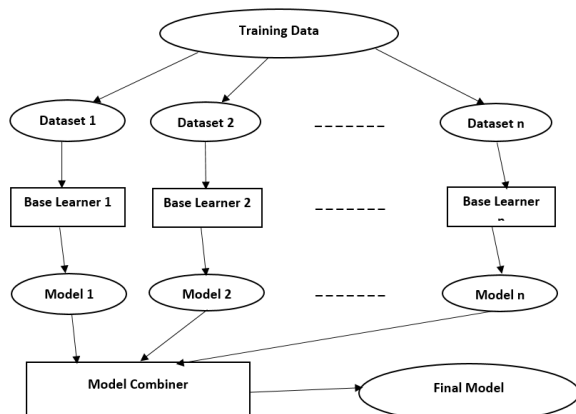 Training Data
Dataset 1
Dataset 2
Dataset n
Base Learner 1
Base Learner 2
Base Learner
Model 1
Model 2
Model n
Model Combiner
Final Model